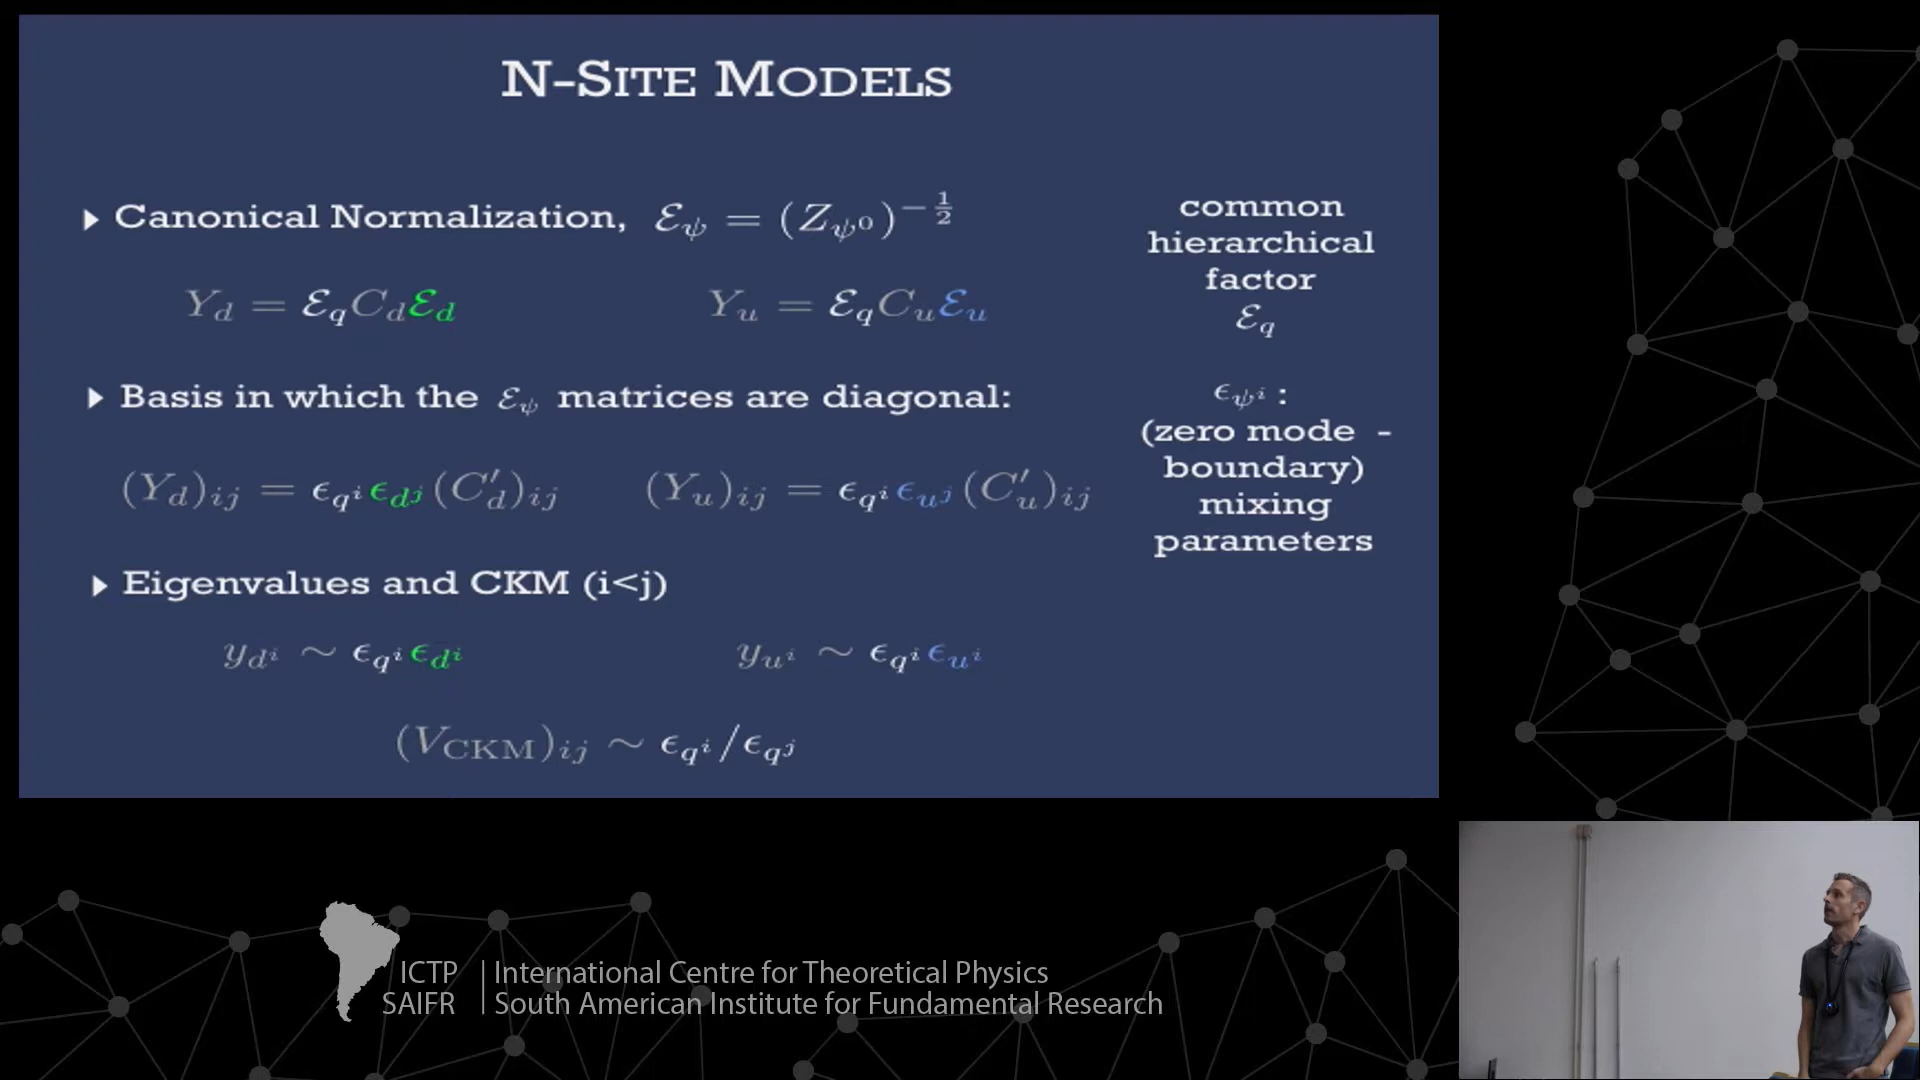 N-SITE MODELS
Canonical Normalization, ℰ_ψ = (Z_ψ⁰)^{-1/2}
Y_d = ℰ_q C_d ℰ_d
Y_u = ℰ_q C_u ℰ_u
common
hierarchical
factor
ℰ_q
Basis in which the ℰ_ψ matrices are diagonal:
(Y_d)_{ij} = ϵ_{q^i} ϵ_{d^j} (C'_d)_{ij}
(Y_u)_{ij} = ϵ_{q^i} ϵ_{u^j} (C'_u)_{ij}
ϵ_{ψ^i} :
(zero mode -
boundary)
mixing
parameters
Eigenvalues and CKM (i<j)
y_{d^i} ∼ ϵ_{q^i} ϵ_{d^i}
y_{u^i} ∼ ϵ_{q^i} ϵ_{u^i}
(V_CKM)_{ij} ∼ ϵ_{q^i} / ϵ_{q^j}
ICTP | International Centre for Theoretical Physics
SAIFR | South American Institute for Fundamental Research